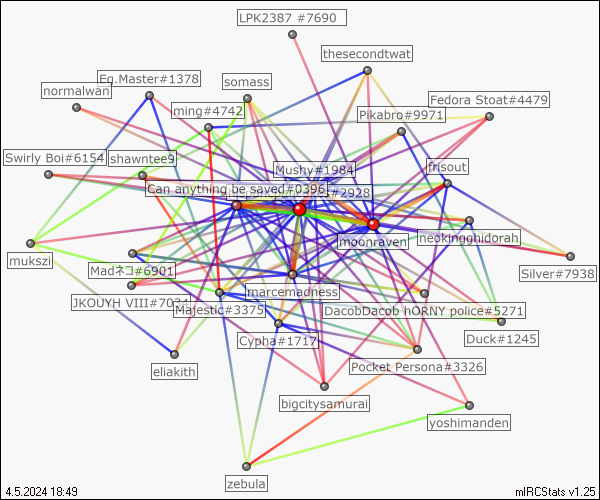 LPK2387 #7690
thesecondtwat
Eq.Master#1378
somass
normalwan
Fedora Stoat#4479
ming#4742
Pikabro#9971
Swirly Boi#6154
shawntee9
Mushy#1984
frisout
Can anything be saved#0396
#2928
moonraven
neokingghidorah
mukszi
Madネコ#6901
Silver#7938
marcemadness
JKOUYH VIII#7024
Majestic#3375
DacobDacob hORNY police#5271
Cypha#1717
Duck#1245
Pocket Persona#3326
eliakith
bigcitysamurai
yoshimanden
zebula
4.5.2024 18:49
mIRCStats v1.25